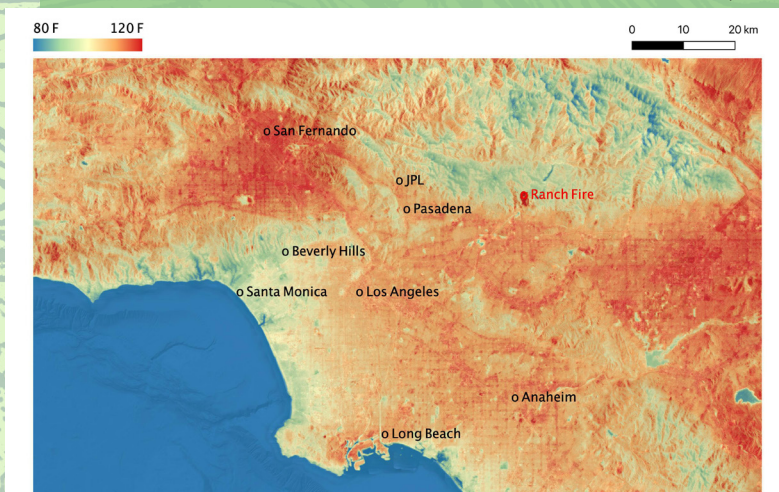 80 F 120 F
0 10 20 km
San Fernando
JPL
Ranch Fire
Pasadena
Beverly Hills
Santa Monica
Los Angeles
Anaheim
Long Beach